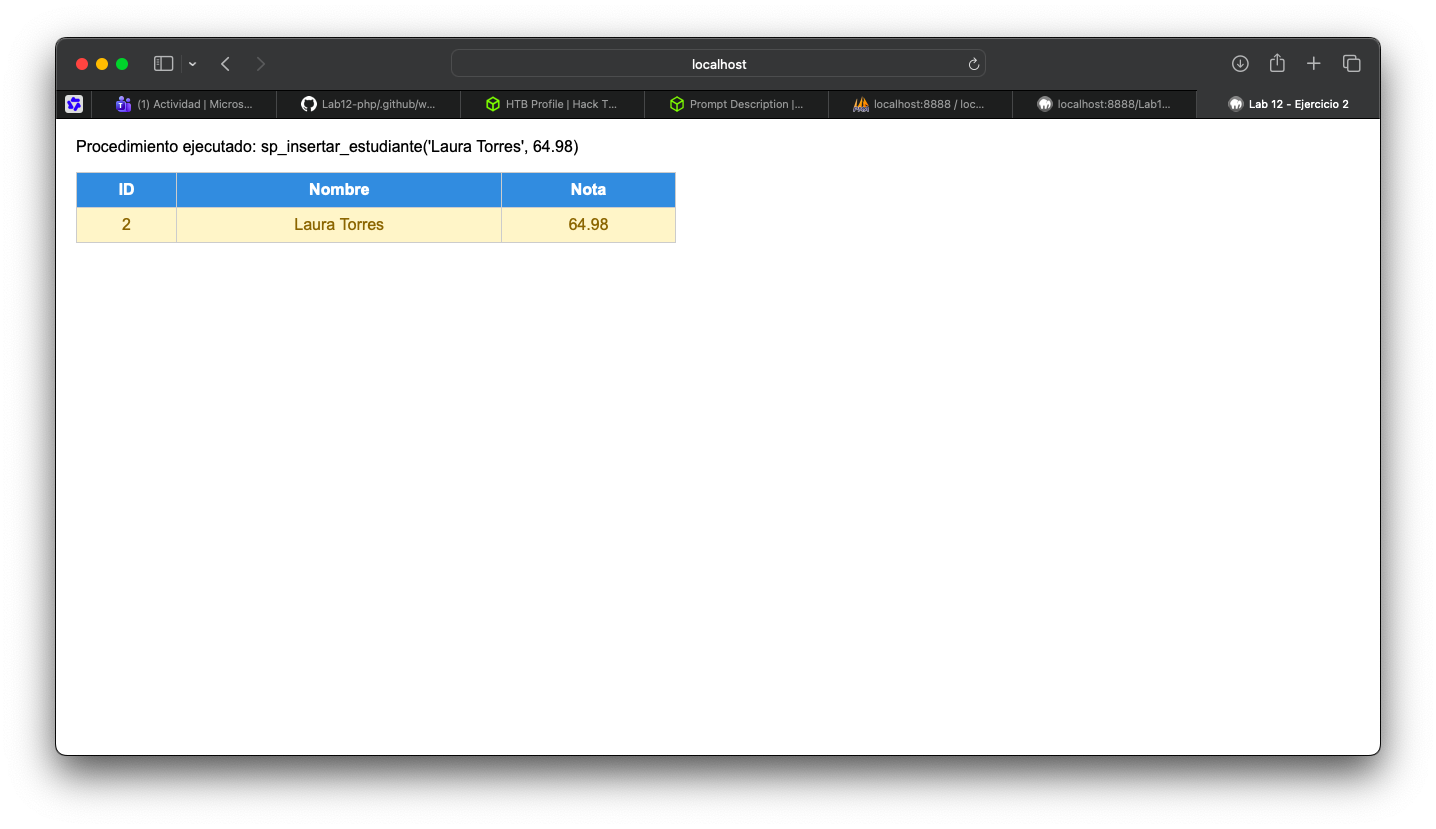 localhost
(1) Actividad | Micros...
Lab12-php/.github/w...
HTB Profile | Hack T...
Prompt Description |...
localhost:8888 / loc...
localhost:8888/Lab1...
Lab 12 - Ejercicio 2
Procedimiento ejecutado: sp_insertar_estudiante('Laura Torres', 64.98)
ID Nombre Nota
2 Laura Torres 64.98